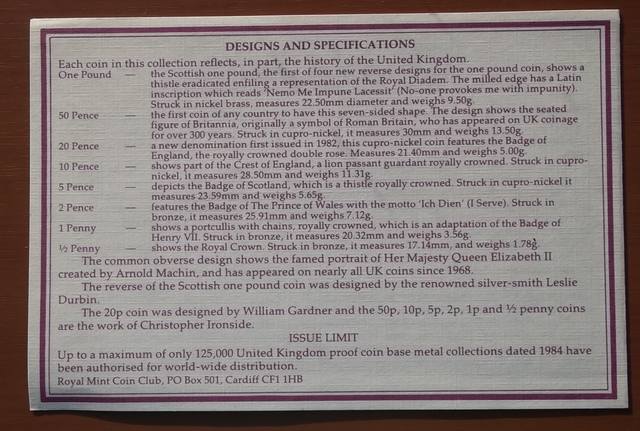 DESIGNS AND SPECIFICATIONS
Each coin in this collection reflects, in part, the history of the United Kingdom.
One Pound — the Scottish one pound, the first of four new reverse designs for the one pound coin, shows a
thistle eradicated enfiling a representation of the Royal Diadem. The milled edge has a Latin
inscription which reads 'Nemo Me Impune Lacessit' (No-one provokes me with impunity).
Struck in nickel brass, measures 22.50mm diameter and weighs 9.50g.
50 Pence — the first coin of any country to have this seven-sided shape. The design shows the seated
figure of Britannia, originally a symbol of Roman Britain, who has appeared on UK coinage
for over 300 years. Struck in cupro-nickel, it measures 30mm and weighs 13.50g.
20 Pence — a new denomination first issued in 1982, this cupro-nickel coin features the Badge of
England, the royally crowned double rose. Measures 21.40mm and weighs 5.00g.
10 Pence — shows part of the Crest of England, a lion passant guardant royally crowned. Struck in cupro-
nickel, it measures 28.50mm and weighs 11.31g.
5 Pence — depicts the Badge of Scotland, which is a thistle royally crowned. Struck in cupro-nickel it
measures 23.59mm and weighs 5.65g.
2 Pence — features the Badge of The Prince of Wales with the motto 'Ich Dien' (I Serve). Struck in
bronze, it measures 25.91mm and weighs 7.12g.
1 Penny — shows a portcullis with chains, royally crowned, which is an adaptation of the Badge of
Henry VII. Struck in bronze, it measures 20.32mm and weighs 3.56g.
½ Penny — shows the Royal Crown. Struck in bronze, it measures 17.14mm, and weighs 1.78g.
The common obverse design shows the famed portrait of Her Majesty Queen Elizabeth II
created by Arnold Machin, and has appeared on nearly all UK coins since 1968.
The reverse of the Scottish one pound coin was designed by the renowned silver-smith Leslie
Durbin.
The 20p coin was designed by William Gardner and the 50p, 10p, 5p, 2p, 1p and ½ penny coins
are the work of Christopher Ironside.
ISSUE LIMIT
Up to a maximum of only 125,000 United Kingdom proof coin base metal collections dated 1984 have
been authorised for world-wide distribution.
Royal Mint Coin Club, PO Box 501, Cardiff CF1 1HB